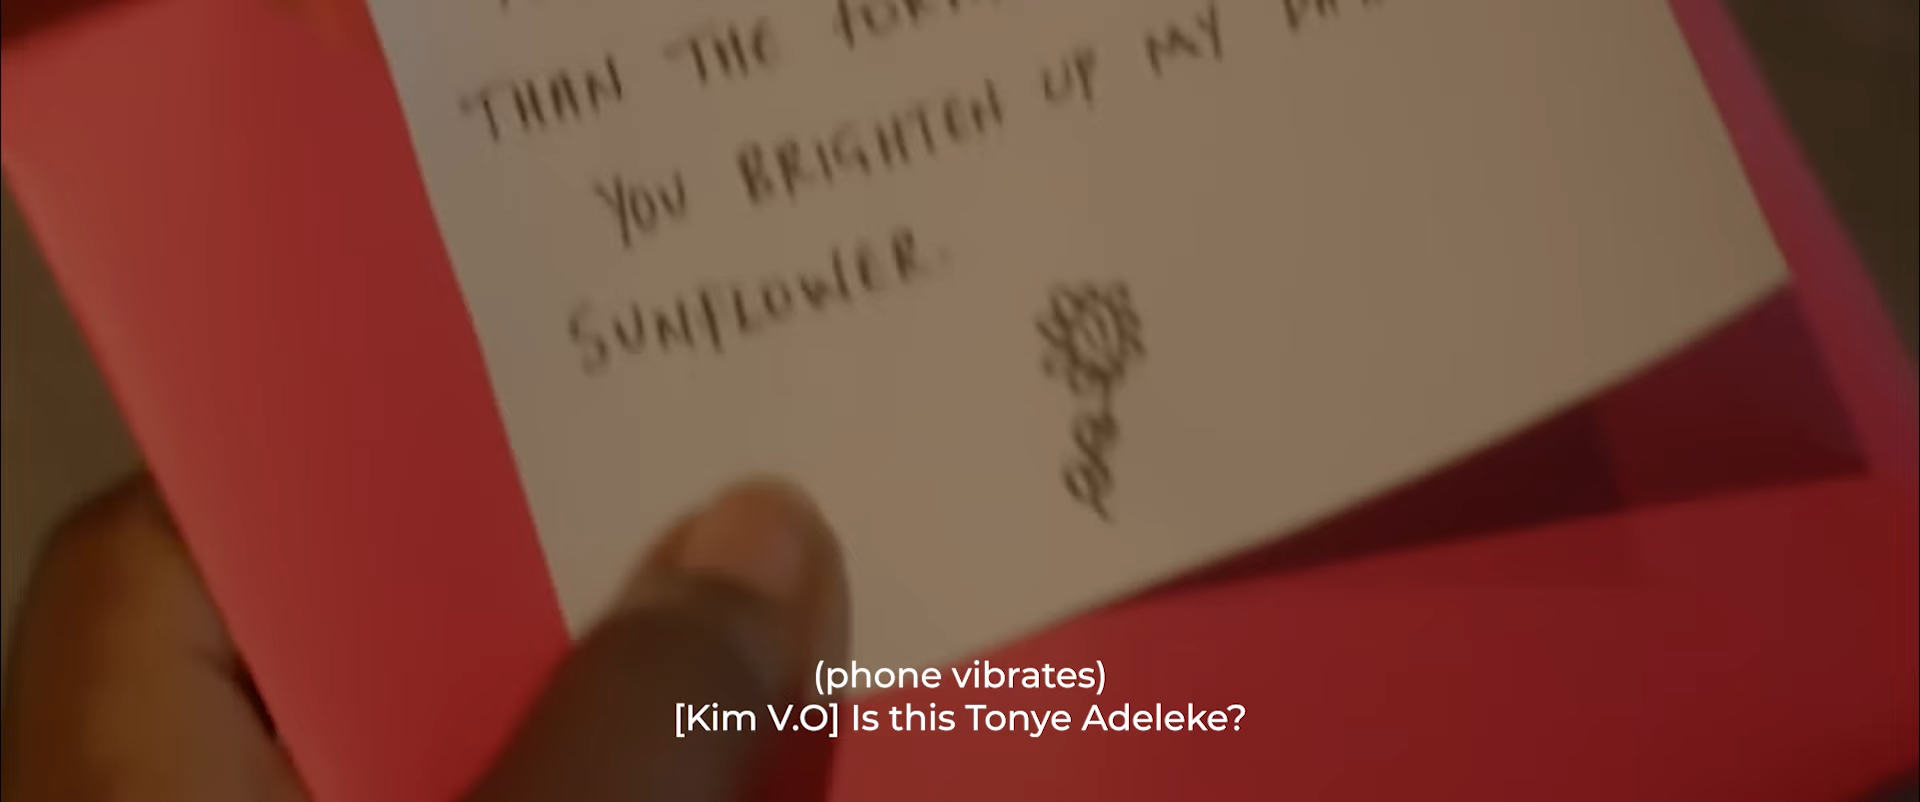 THAN THE
YOU BRIGHTEN UP MY
SUNFLOWER.
(phone vibrates)
[Kim V.O] Is this Tonye Adeleke?